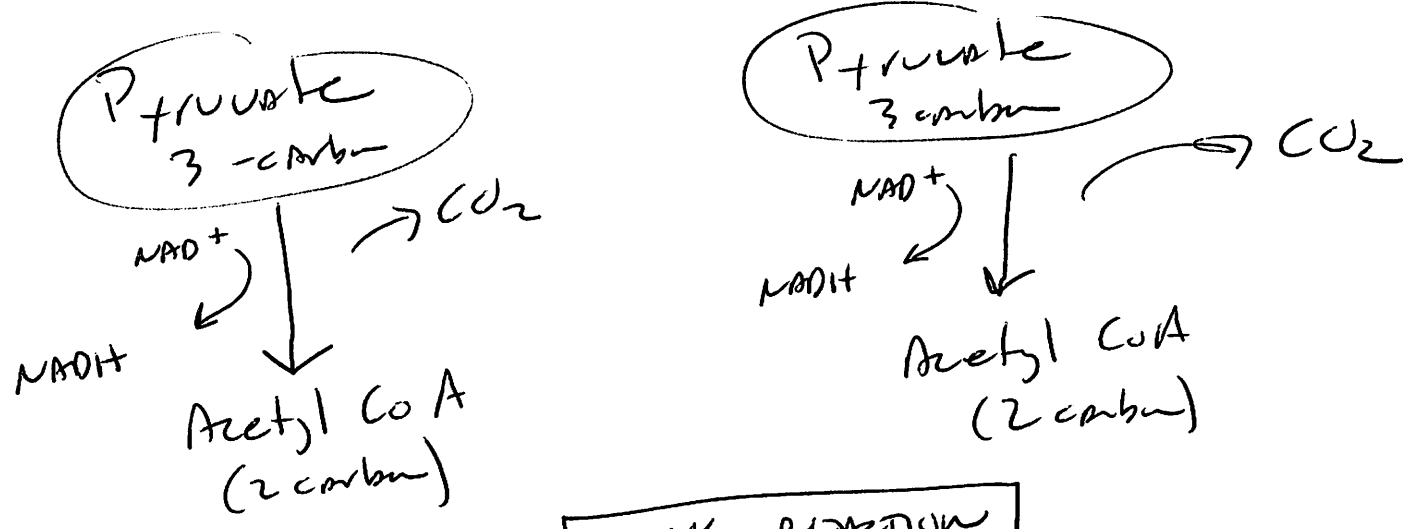 Pyruvate
3-carbon
NAD+
CO2
NADH
Acetyl CoA
(2 carbon)
Pyruvate
3 carbon
NAD+
CO2
NADH
Acetyl CoA
(2 carbon)